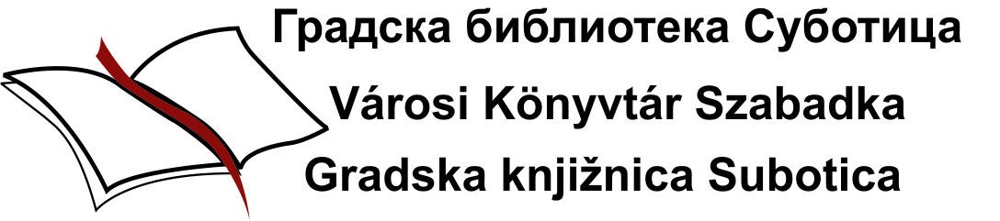 Градска библиотека Суботица
Városi Könyvtár Szabadka
Gradska knjižnica Subotica